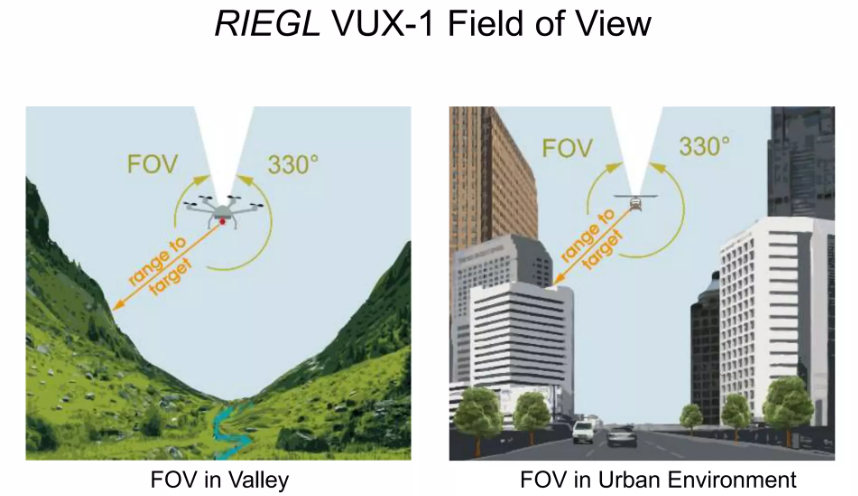 RIEGL VUX-1 Field of View
FOV 330°
range to
target
FOV 330°
range to
target
FOV in Valley
FOV in Urban Environment